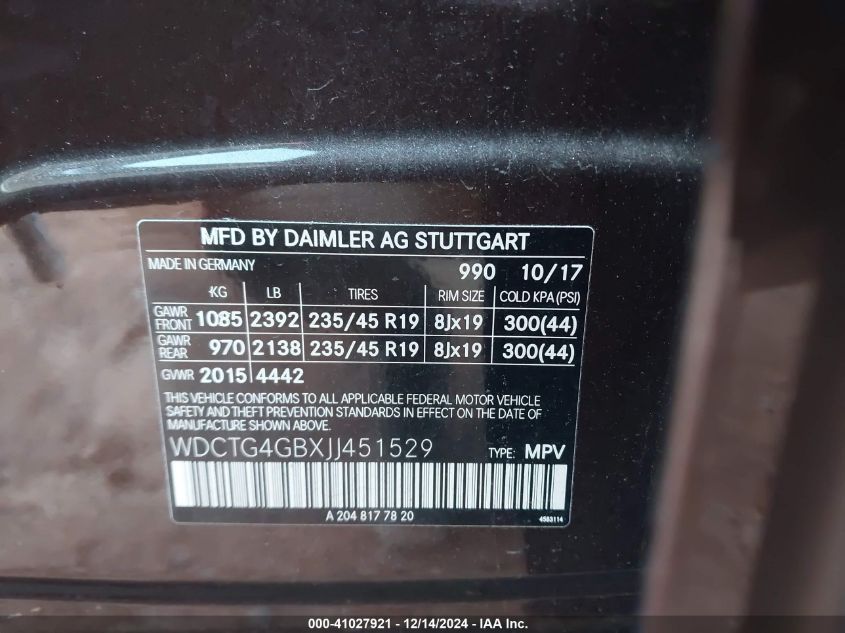 MFD BY DAIMLER AG STUTTGART
MADE IN GERMANY 990 10/17
KG LB TIRES RIM SIZE COLD KPA (PSI)
GAWR FRONT 1085 2392 235/45 R19 8Jx19 300(44)
GAWR REAR 970 2138 235/45 R19 8Jx19 300(44)
GVWR 2015 4442
THIS VEHICLE CONFORMS TO ALL APPLICABLE FEDERAL MOTOR VEHICLE
SAFETY AND THEFT PREVENTION STANDARDS IN EFFECT ON THE DATE
OF MANUFACTURE SHOWN ABOVE.
WDCTG4GBXJJ451529 TYPE: MPV
A 204 817 78 20 4583114
000-41027921 - 12/14/2024 - IAA Inc.